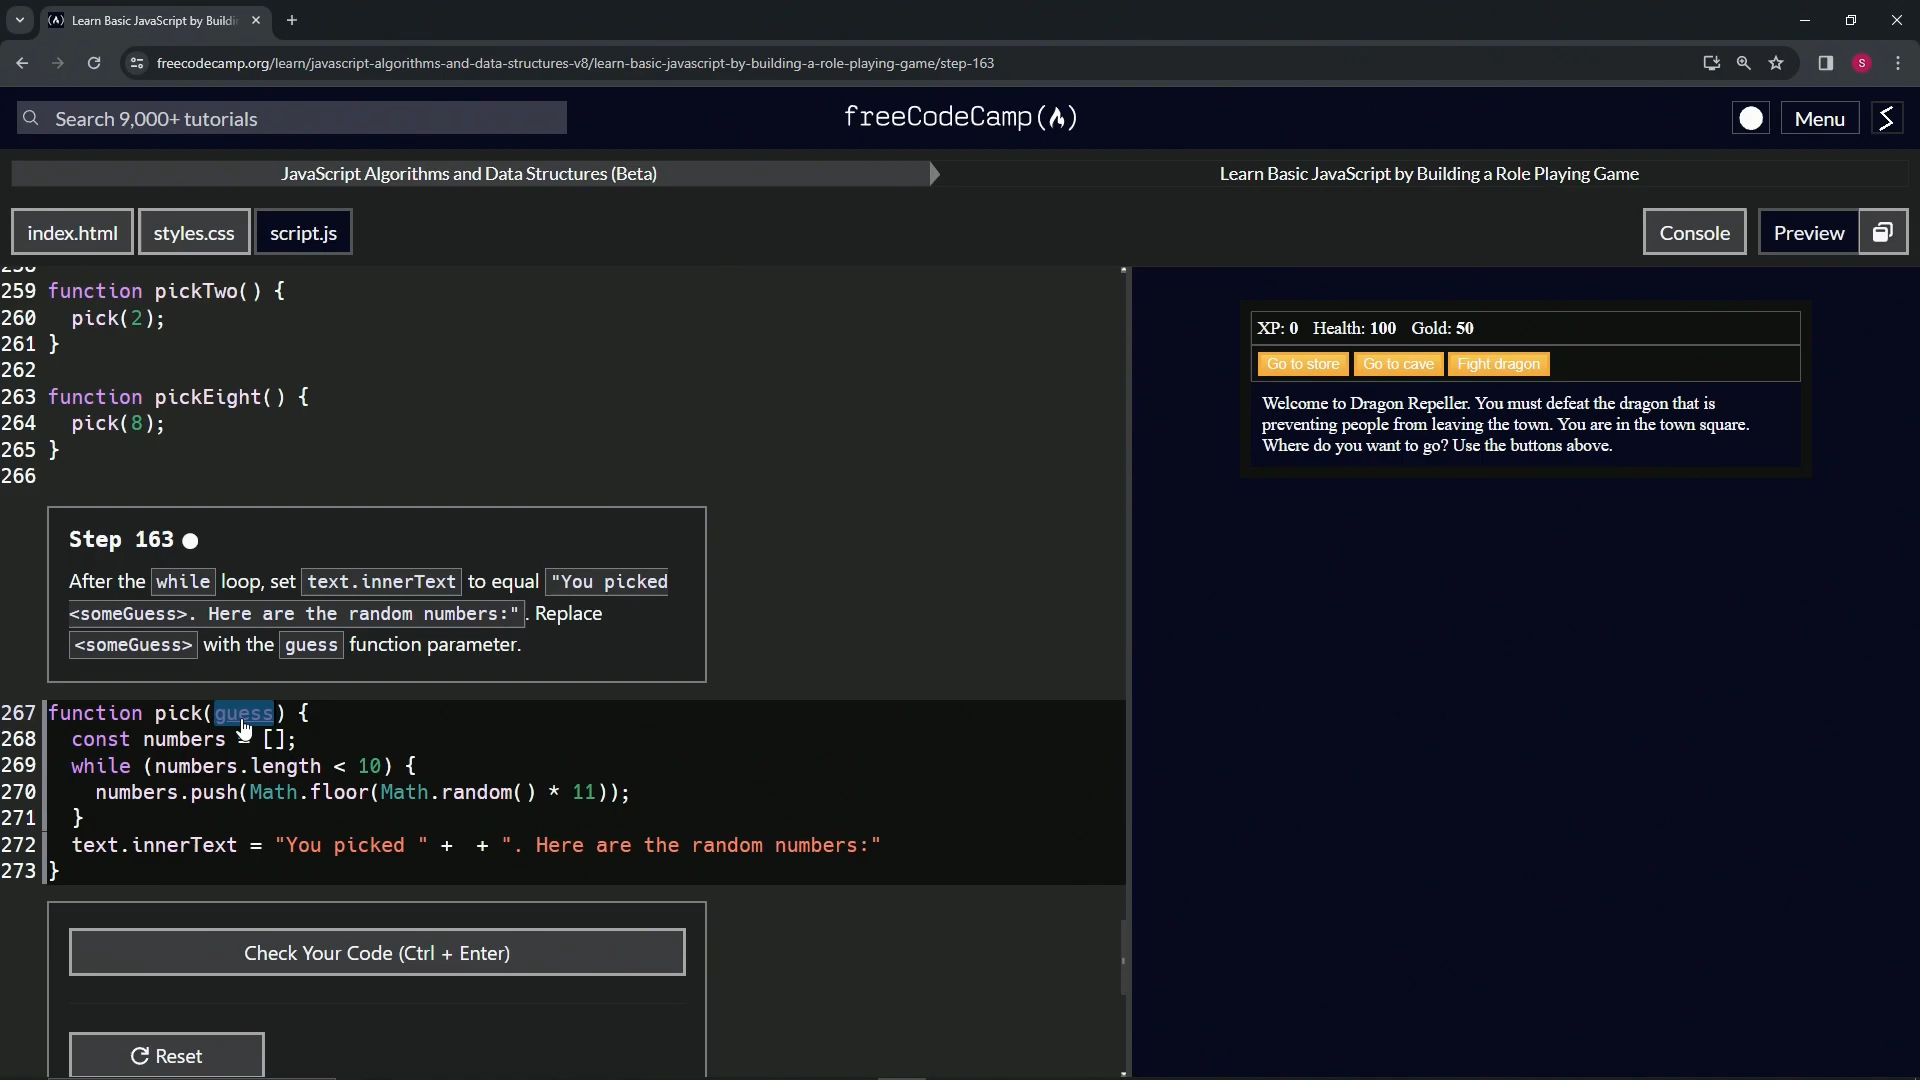 Learn Basic JavaScript by Buildi
freecodecamp.org/learn/javascript-algorithms-and-data-structures-v8/learn-basic-javascript-by-building-a-role-playing-game/step-163
S
Search 9,000+ tutorials
freeCodeCamp(
Menu
JavaScript Algorithms and Data Structures (Beta)
Learn Basic JavaScript by Building a Role Playing Game
index.html
styles.css
script.js
Console
Preview
259 function pickTwo() {
260   pick(2);
261 }
262
263 function pickEight() {
264   pick(8);
265 }
266
Step 163
After the while loop, set text.innerText to equal "You picked
<someGuess>. Here are the random numbers:". Replace
<someGuess> with the guess function parameter.
267 function pick(guess) {
268   const numbers = [];
269   while (numbers.length < 10) {
270     numbers.push(Math.floor(Math.random() * 11));
271   }
272   text.innerText = "You picked " +  + ". Here are the random numbers:"
273 }
Check Your Code (Ctrl + Enter)
Reset
XP: 0 Health: 100 Gold: 50
Go to store
Go to cave
Fight dragon
Welcome to Dragon Repeller. You must defeat the dragon that is
preventing people from leaving the town. You are in the town square.
Where do you want to go? Use the buttons above.